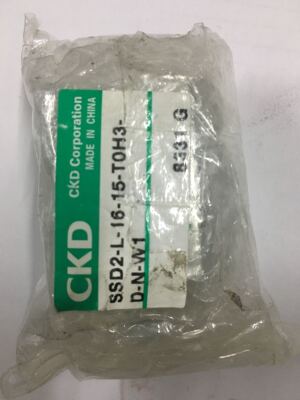 CKD
CKD Corporation
MADE IN CHINA
SSD2-L-16-15-T0H3-
D-N-W1
8331 G